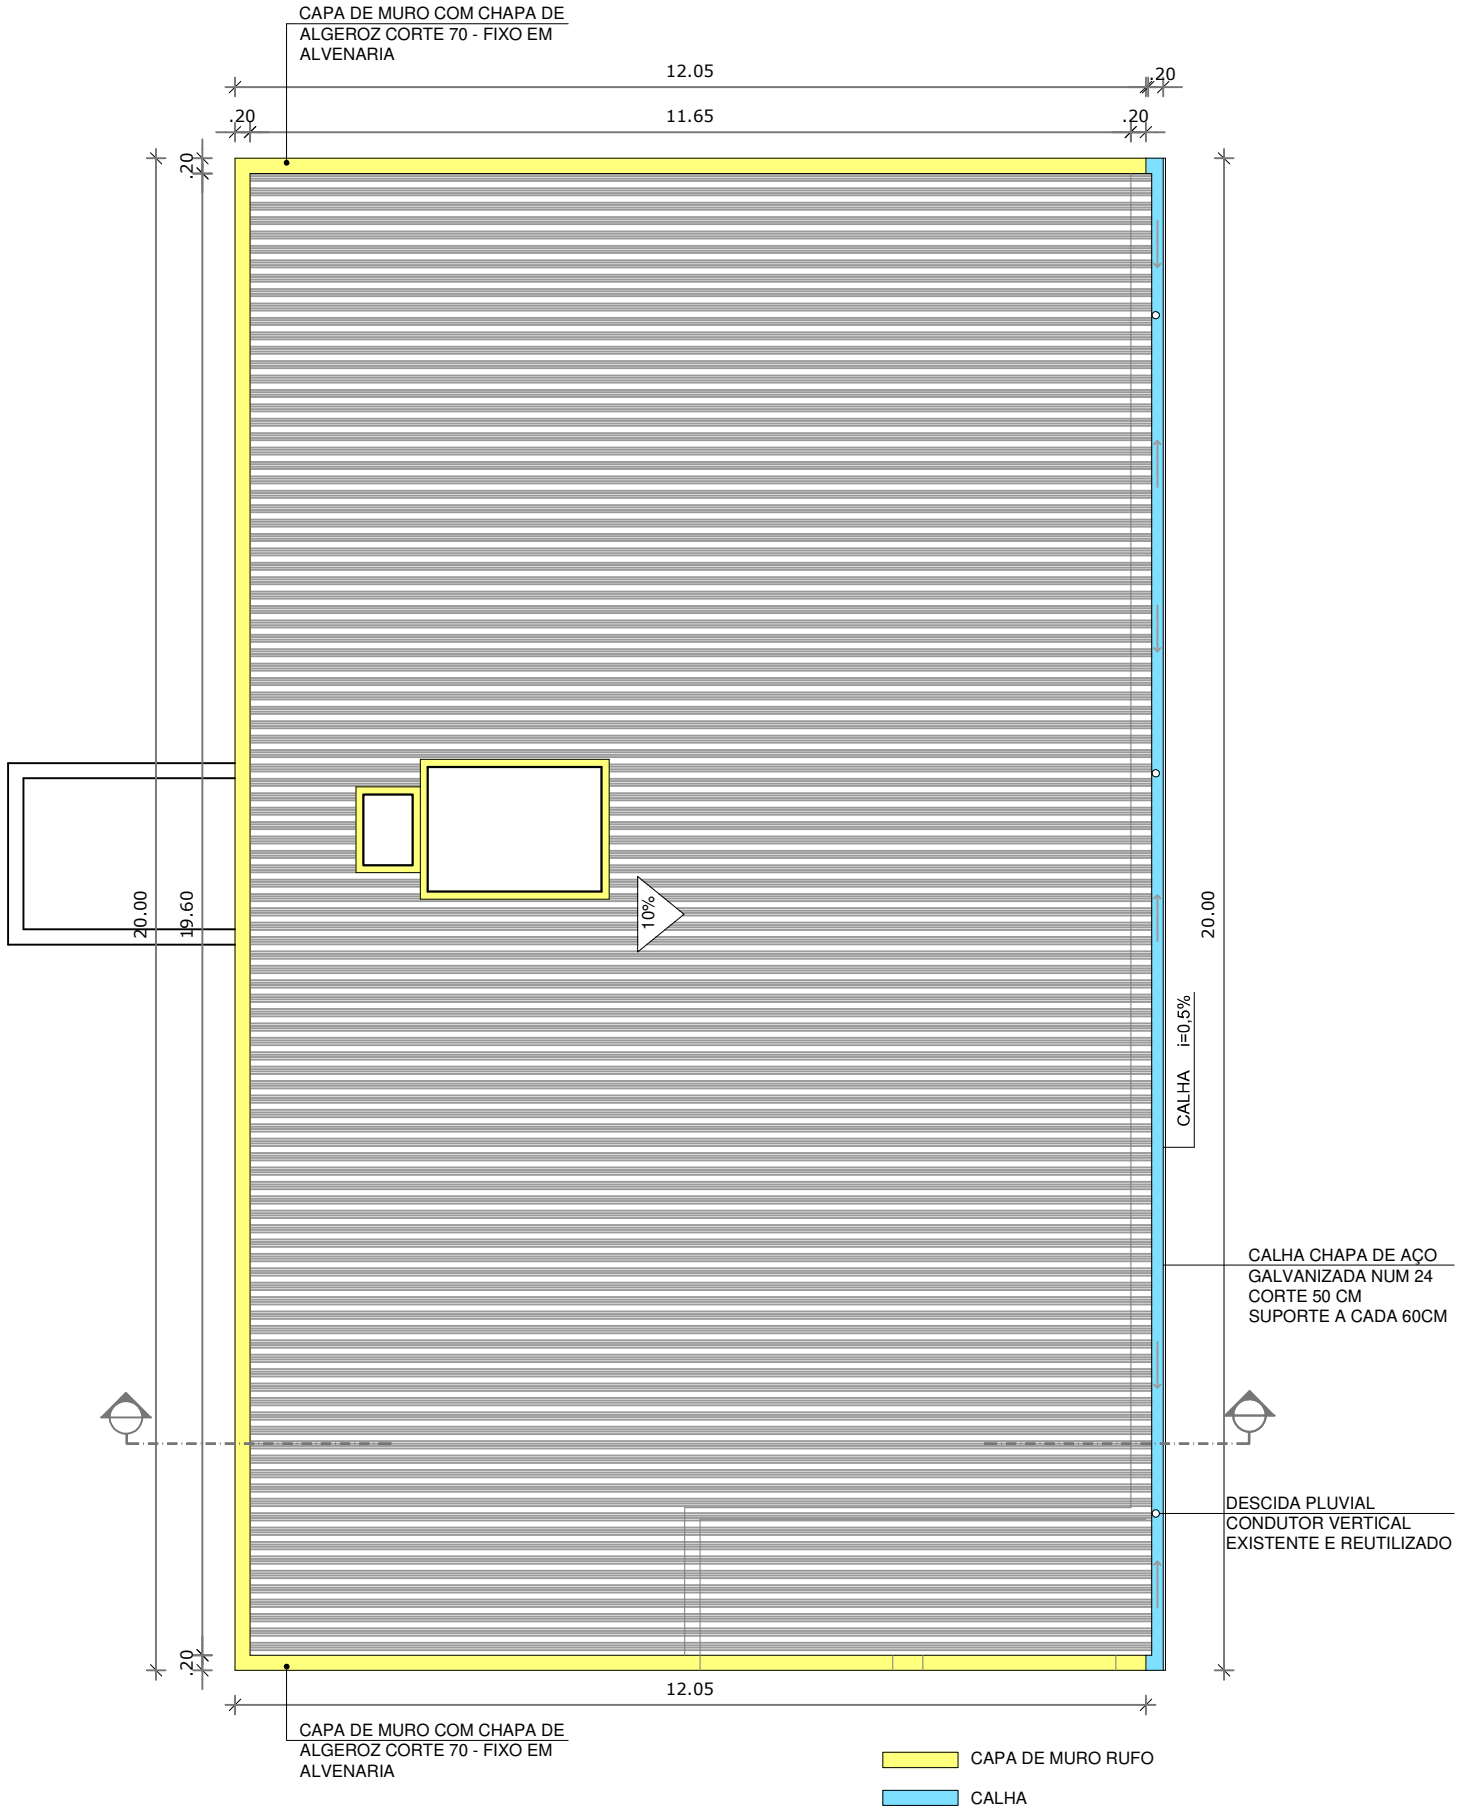 CAPA DE MURO COM CHAPA DE
ALGEROZ CORTE 70 - FIXO EM
ALVENARIA
12.05
.20
.20
11.65
.20
.20
20.00
19.60
10%
20.00
CALHA i=0,5%
CALHA CHAPA DE AÇO
GALVANIZADA NUM 24
CORTE 50 CM
SUPORTE A CADA 60CM
DESCIDA PLUVIAL
CONDUTOR VERTICAL
EXISTENTE E REUTILIZADO
.20
12.05
CAPA DE MURO COM CHAPA DE
ALGEROZ CORTE 70 - FIXO EM
ALVENARIA
CAPA DE MURO RUFO
CALHA